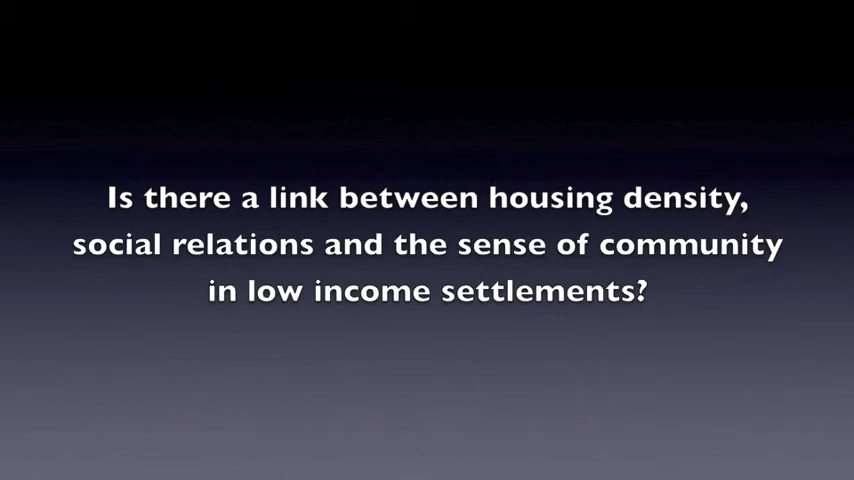 Is there a link between housing density,
social relations and the sense of community
in low income settlements?